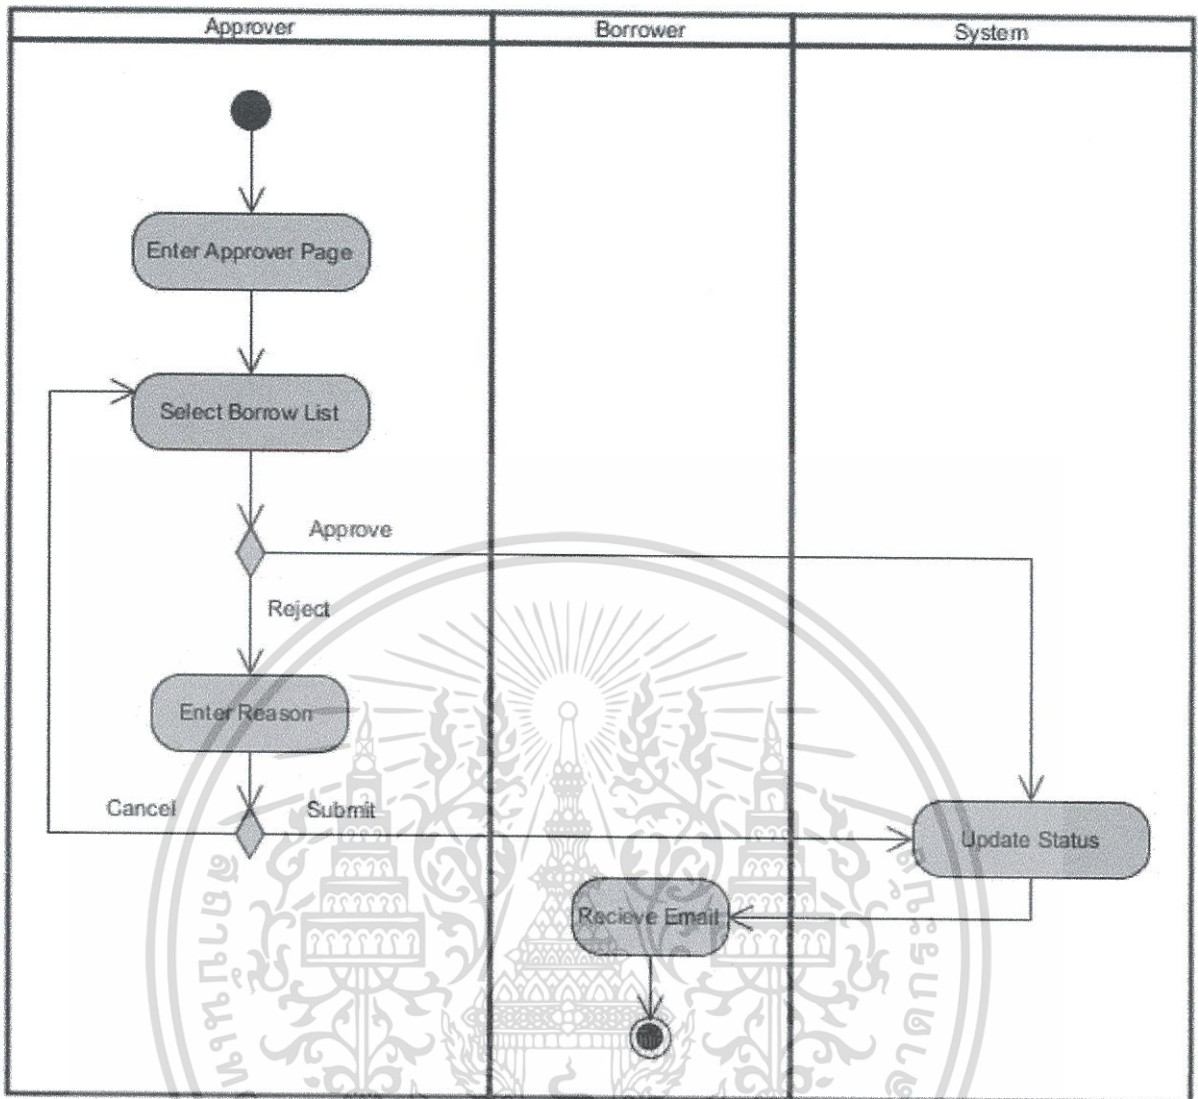 Approver
Borrower
System
Enter Approver Page
Select Borrow List
Approve
Reject
Enter Reason
Cancel
Submit
Update Status
Recieve Email